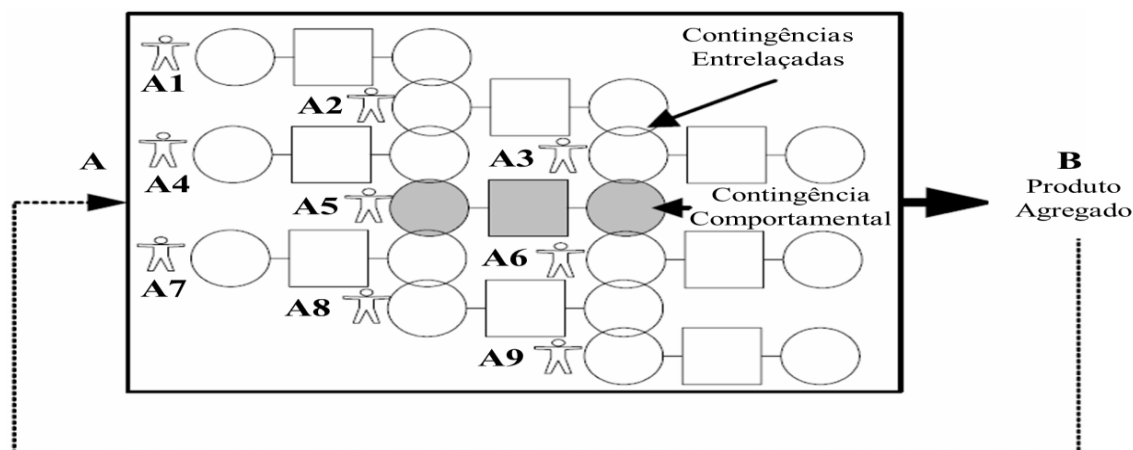 Contingências
Entrelaçadas
A1
A2
A
A4
A3
B
Produto
Agregado
A5
Contingência
Comportamental
A7
A6
A8
A9